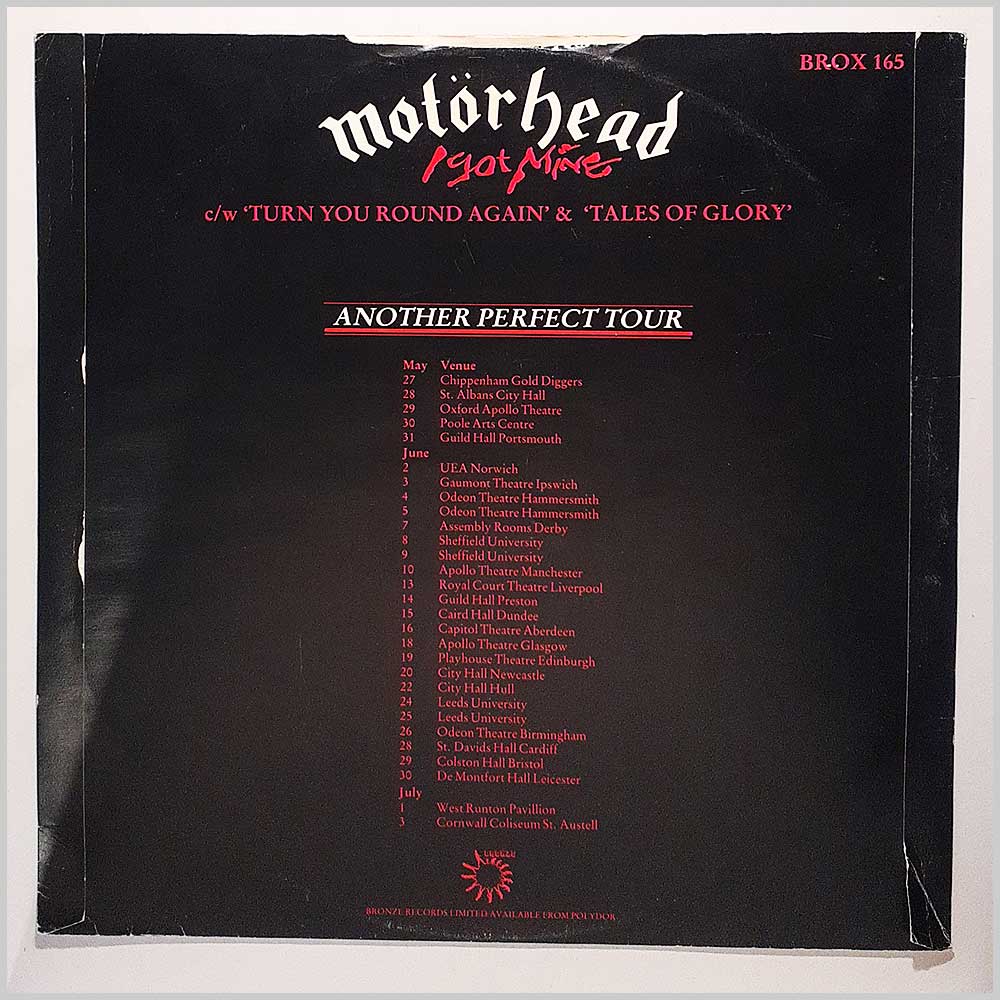 BROX 165
motörhead
I got Mine
c/w ‘TURN YOU ROUND AGAIN’ & ‘TALES OF GLORY’
ANOTHER PERFECT TOUR
May Venue
27 Chippenham Gold Diggers
28 St. Albans City Hall
29 Oxford Apollo Theatre
30 Poole Arts Centre
31 Guild Hall Portsmouth
June
2 UEA Norwich
3 Gaumont Theatre Ipswich
4 Odeon Theatre Hammersmith
5 Odeon Theatre Hammersmith
7 Assembly Rooms Derby
8 Sheffield University
9 Sheffield University
10 Apollo Theatre Manchester
13 Royal Court Theatre Liverpool
14 Guild Hall Preston
15 Caird Hall Dundee
16 Capitol Theatre Aberdeen
18 Apollo Theatre Glasgow
19 Playhouse Theatre Edinburgh
20 City Hall Newcastle
22 City Hall Hull
24 Leeds University
25 Leeds University
26 Odeon Theatre Birmingham
28 St. Davids Hall Cardiff
29 Colston Hall Bristol
30 De Montfort Hall Leicester
July
1 West Runton Pavillion
3 Cornwall Coliseum St. Austell
BRONZE
BRONZE RECORDS LIMITED AVAILABLE FROM POLYDOR